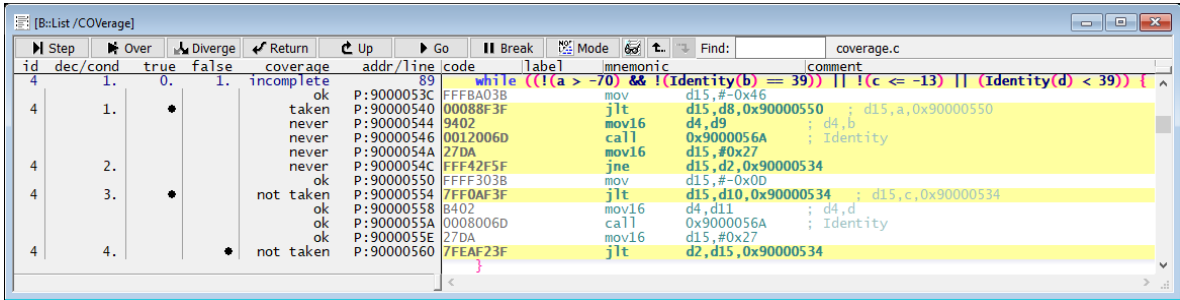 [B::List /COVerage]
Step Over Diverge Return Up Go Break Mode t.. Find: coverage.c
id dec/cond true false coverage addr/line code label mnemonic comment
4 1. 0. 1. incomplete 89 while ((!(a > -70) && !(Identity(b) == 39)) || !(c <= -13) || (Identity(d) < 39)) {
ok P:9000053C FFFBA03B mov d15,#-0x46
4 1. taken P:90000540 00088F3F jlt d15,d8,0x90000550 ; d15,a,0x90000550
never P:90000544 9402 mov16 d4,d9 ; d4,b
never P:90000546 0012006D call 0x9000056A ; Identity
never P:9000054A 27DA mov16 d15,#0x27
4 2. never P:9000054C FFF42F5F jne d15,d2,0x90000534
ok P:90000550 FFFF303B mov d15,#-0x0D
4 3. not taken P:90000554 7FF0AF3F jlt d15,d10,0x90000534 ; d15,c,0x90000534
ok P:90000558 B402 mov16 d4,d11 ; d4,d
ok P:9000055A 0008006D call 0x9000056A ; Identity
ok P:9000055E 27DA mov16 d15,#0x27
4 4. not taken P:90000560 7FEAF23F jlt d2,d15,0x90000534
}